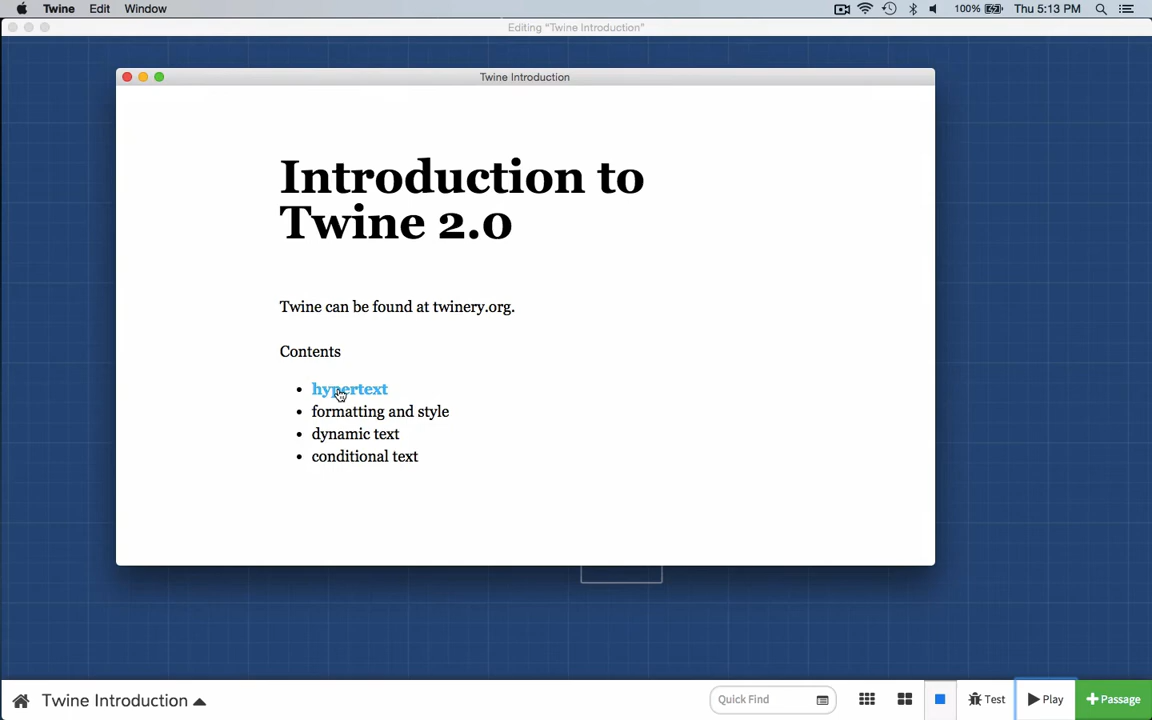 Twine Edit Window 100% Thu 5:13 PM
Editing "Twine Introduction"
Twine Introduction
Introduction to
Twine 2.0
Twine can be found at twinery.org.
Contents
• hypertext
• formatting and style
• dynamic text
• conditional text
Twine Introduction Quick Find Test Play +Passage